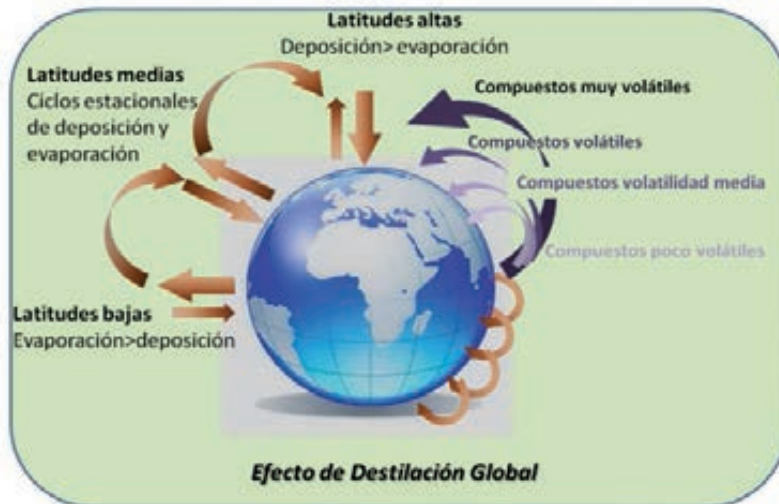 Latitudes altas
Deposición> evaporación
Latitudes medias
Ciclos estacionales
de deposición y
evaporación
Compuestos muy volátiles
Compuestos volátiles
Compuestos volatilidad media
Compuestos poco volátiles
Latitudes bajas
Evaporación>deposición
Efecto de Destilación Global